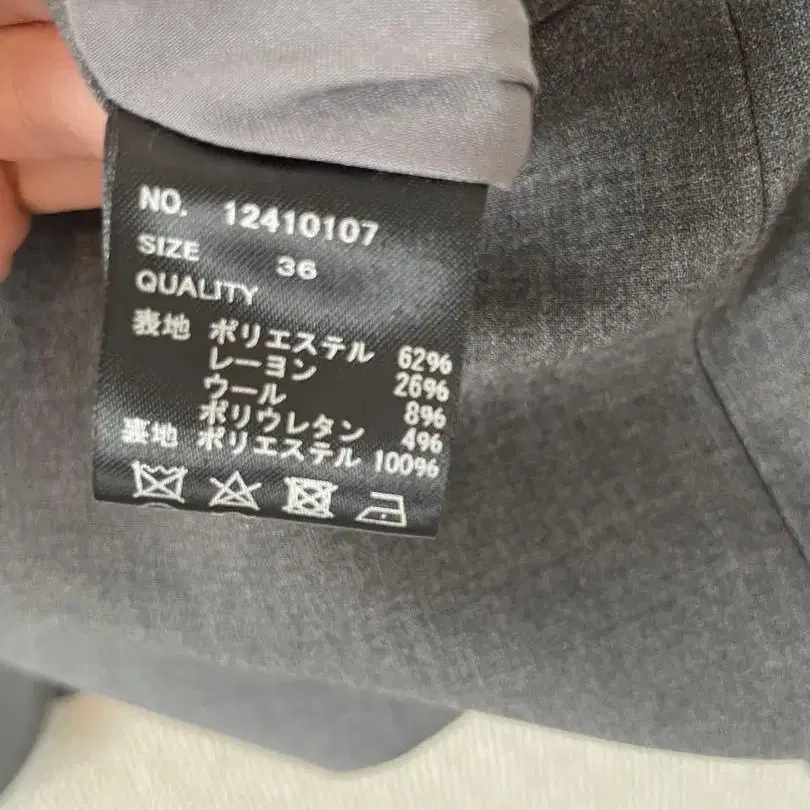 NO. 12410107
SIZE 36
QUALITY
表地 ポリエステル 62%
レーヨン 26%
ウール 8%
ポリウレタン 4%
裏地 ポリエステル 100%